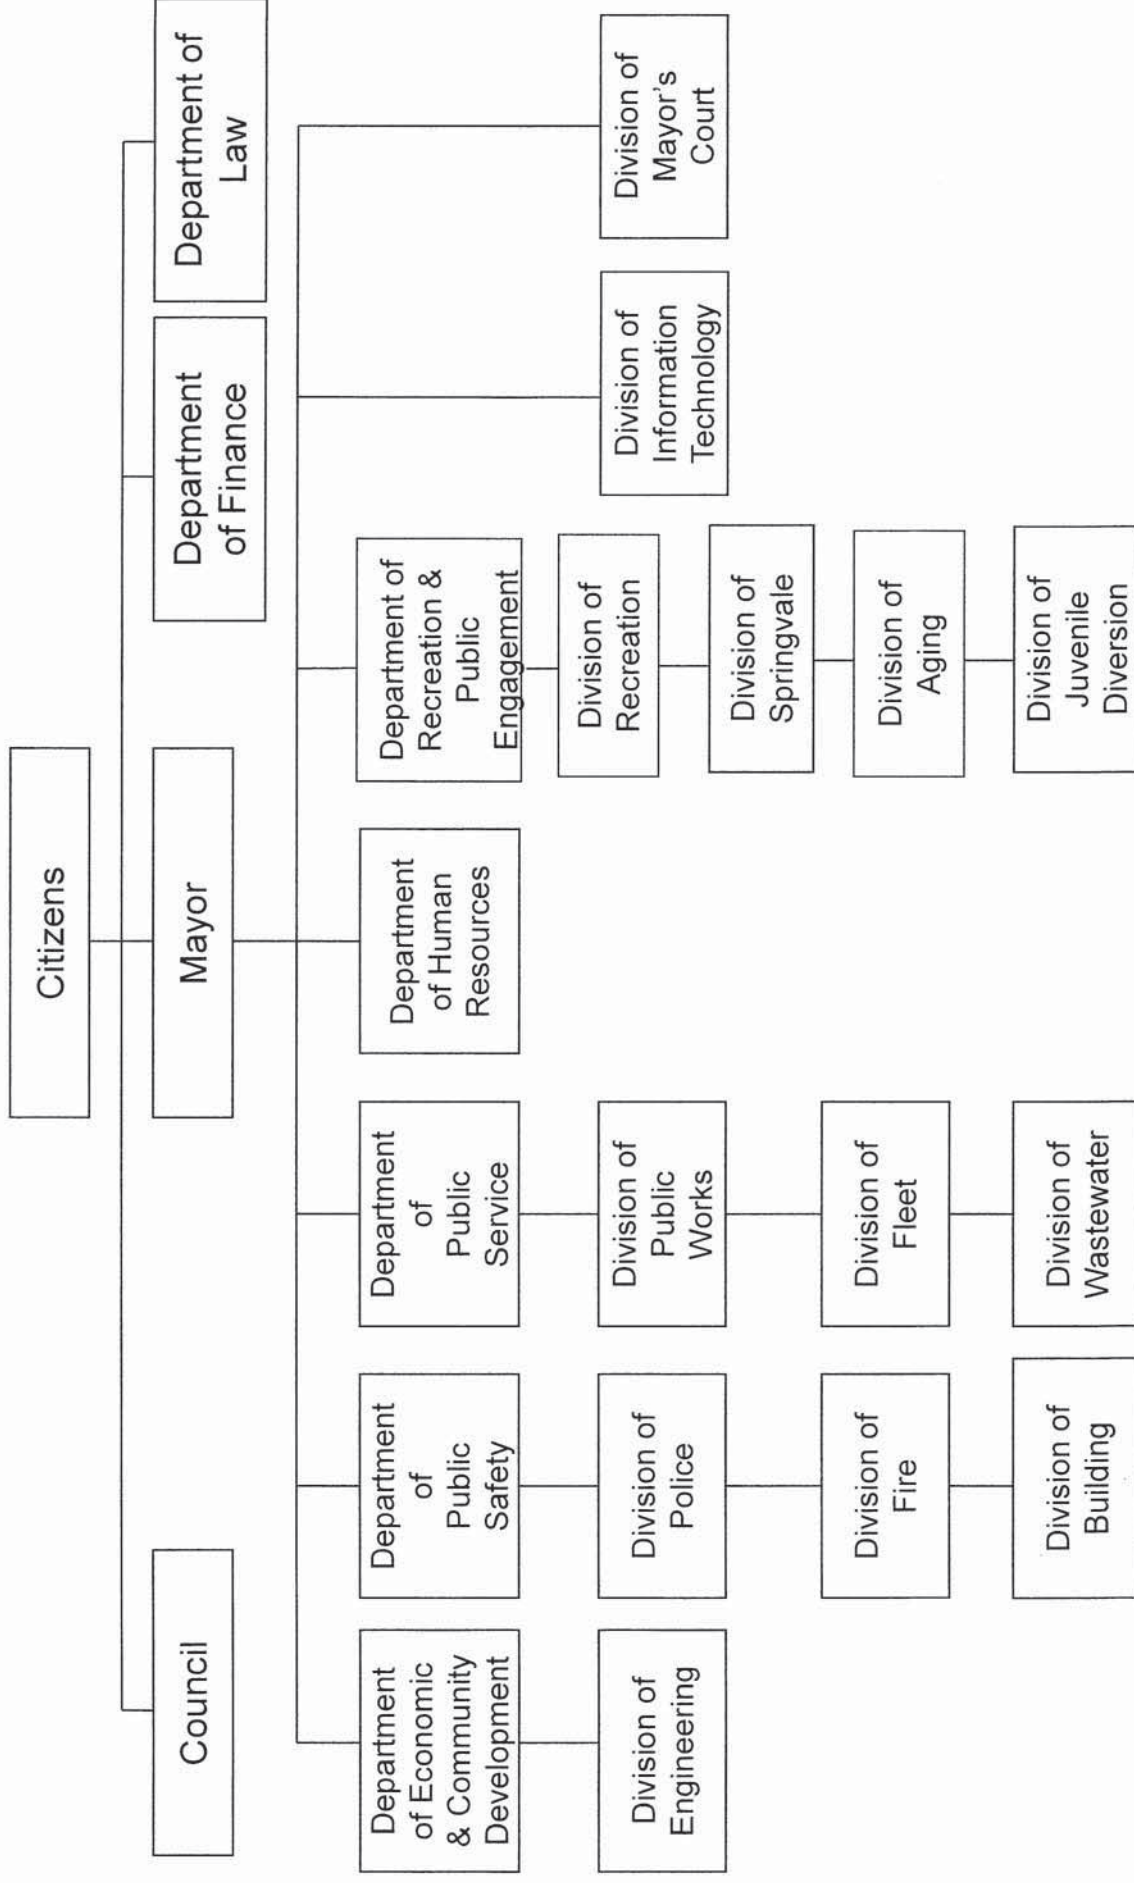 Citizens
Council
Mayor
Department
of Finance
Department of
Law
Department
of Economic
& Community
Development
Department
of
Public
Safety
Department
of
Public
Service
Department
of Human
Resources
Department of
Recreation &
Public
Engagement
Division of
Engineering
Division of
Police
Division of
Public
Works
Division of
Recreation
Division of
Information
Technology
Division of
Mayor's
Court
Division of
Springvale
Division of
Fire
Division of
Fleet
Division of
Aging
Division of
Building
Division of
Wastewater
Division of
Juvenile
Diversion